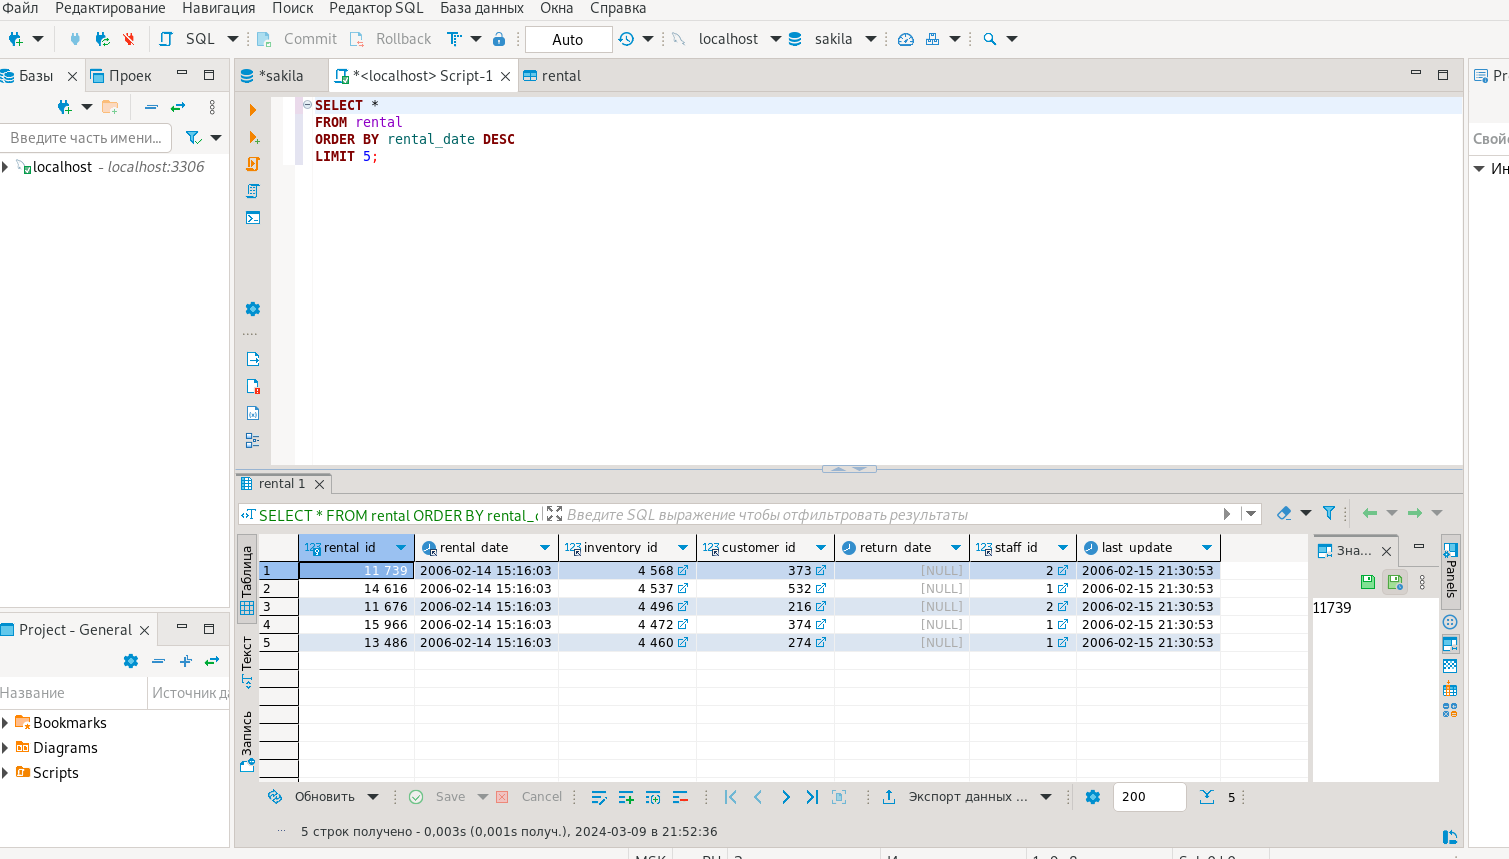 Файл Редактирование Навигация Поиск Редактор SQL База данных Окна Справка
SQL Commit Rollback Auto localhost sakila
Базы Проек
*sakila *<localhost> Script-1 rental
Введите часть имени...
localhost - localhost:3306
SELECT *
FROM rental
ORDER BY rental_date DESC
LIMIT 5;
Свой
Ин
rental 1
SELECT * FROM rental ORDER BY rental_ Введите SQL выражение чтобы отфильтровать результаты
Таблица
Текст
Запись
rental_id rental_date inventory_id customer_id return_date staff_id last_update
1 11 739 2006-02-14 15:16:03 4 568 373 [NULL] 2 2006-02-15 21:30:53
2 14 616 2006-02-14 15:16:03 4 537 532 [NULL] 1 2006-02-15 21:30:53
3 11 676 2006-02-14 15:16:03 4 496 216 [NULL] 2 2006-02-15 21:30:53
4 15 966 2006-02-14 15:16:03 4 472 374 [NULL] 1 2006-02-15 21:30:53
5 13 486 2006-02-14 15:16:03 4 460 274 [NULL] 1 2006-02-15 21:30:53
Зна...
11739
Panels
Project - General
Название Источник да
Bookmarks
Diagrams
Scripts
Обновить Save Cancel Экспорт данных ... 200 5
5 строк получено - 0,003s (0,001s получ.), 2024-03-09 в 21:52:36